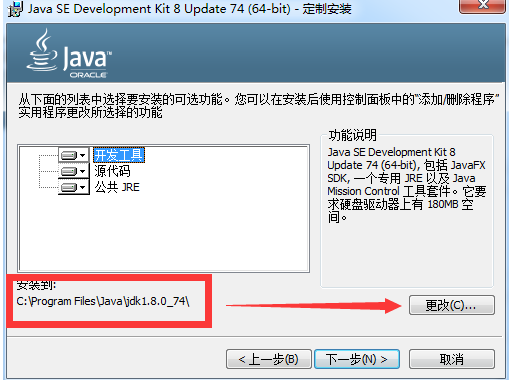 Java SE Development Kit 8 Update 74 (64-bit) - 定制安装
Java™
ORACLE
从下面的列表中选择要安装的可选功能。您可以在安装后使用控制面板中的“添加/删除程序”
实用程序更改所选择的功能
开发工具
源代码
公共 JRE
功能说明
Java SE Development Kit 8
Update 74 (64-bit), 包括 JavaFX
SDK, 一个专用 JRE 以及 Java
Mission Control 工具套件。它要
求硬盘驱动器上有 180MB 空
间。
安装到:
C:\Program Files\Java\jdk1.8.0_74\
更改(C)...
< 上一步(B)
下一步(N) >
取消